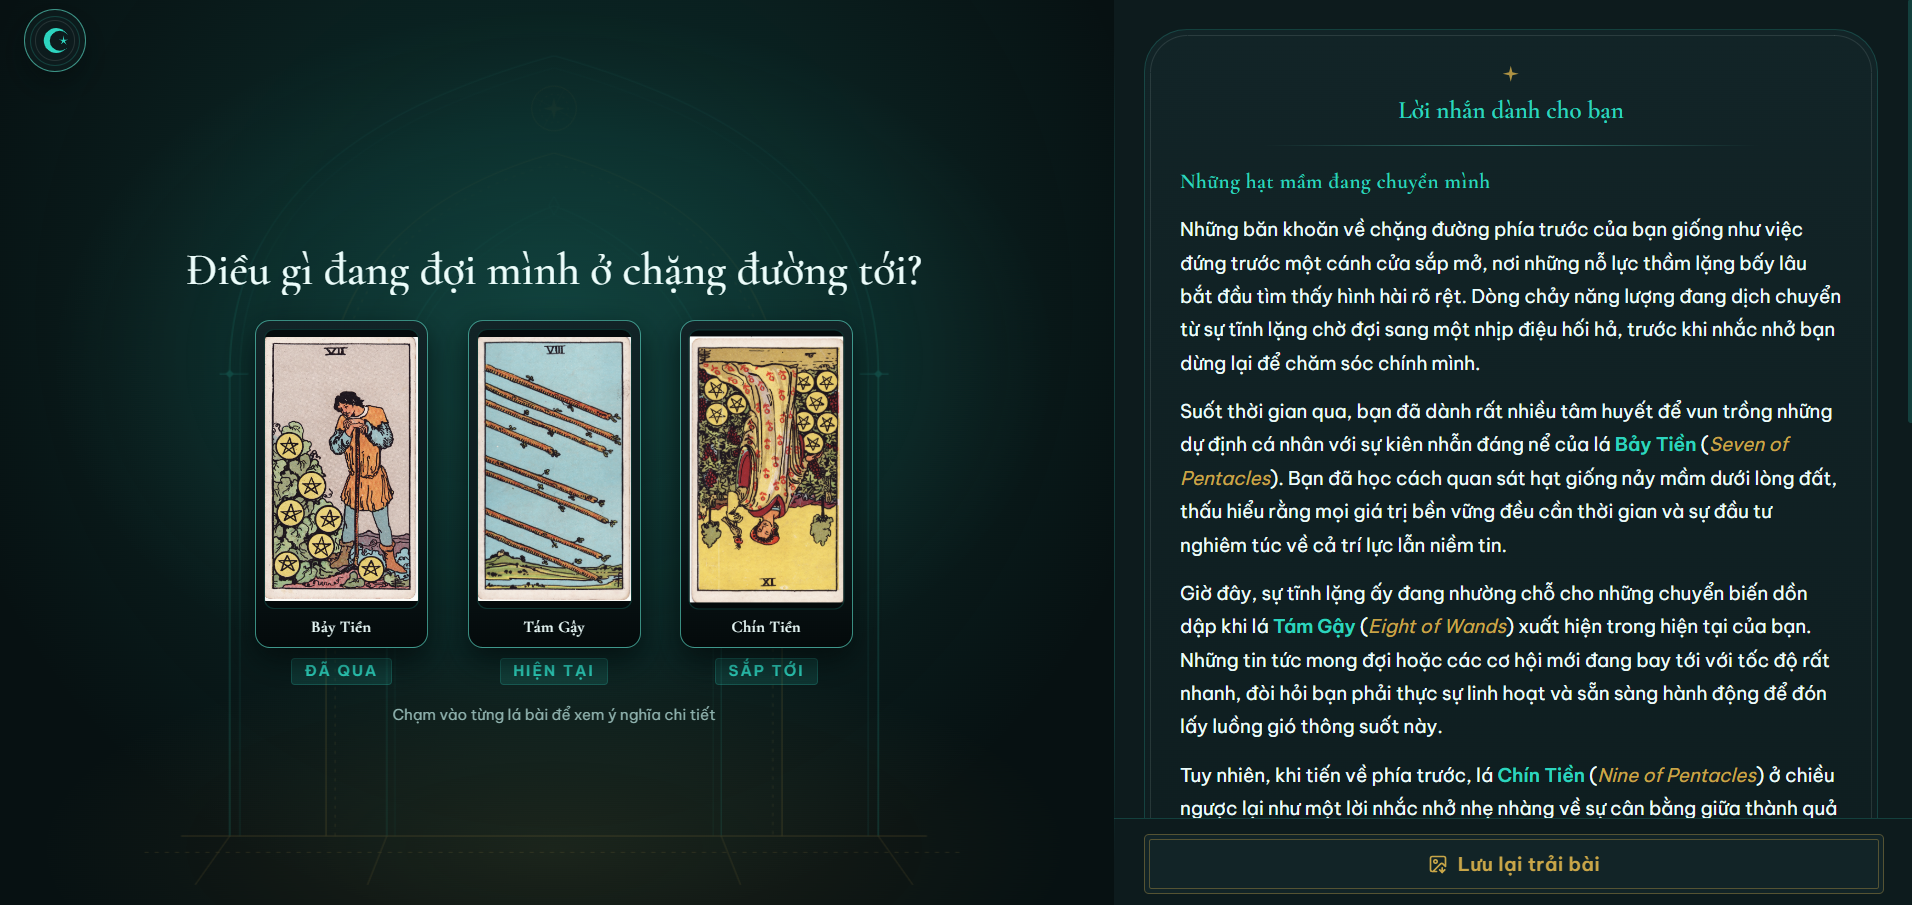 Điều gì đang đợi mình ở chặng đường tới?
VII
Bảy Tiền
ĐÃ QUA
VIII
Tám Gậy
HIỆN TẠI
IX
Chín Tiền
SẮP TỚI
Chạm vào từng lá bài để xem ý nghĩa chi tiết
Lời nhắn dành cho bạn
Những hạt mầm đang chuyển mình
Những băn khoăn về chặng đường phía trước của bạn giống như việc
đứng trước một cánh cửa sắp mở, nơi những nỗ lực thầm lặng bấy lâu
bắt đầu tìm thấy hình hài rõ rệt. Dòng chảy năng lượng đang dịch chuyển
từ sự tĩnh lặng chờ đợi sang một nhịp điệu hối hả, trước khi nhắc nhở bạn
dừng lại để chăm sóc chính mình.
Suốt thời gian qua, bạn đã dành rất nhiều tâm huyết để vun trồng những
dự định cá nhân với sự kiên nhẫn đáng nể của lá Bảy Tiền (Seven of
Pentacles). Bạn đã học cách quan sát hạt giống nảy mầm dưới lòng đất,
thấu hiểu rằng mọi giá trị bền vững đều cần thời gian và sự đầu tư
nghiêm túc về cả trí lực lẫn niềm tin.
Giờ đây, sự tĩnh lặng ấy đang nhường chỗ cho những chuyển biến dồn
dập khi lá Tám Gậy (Eight of Wands) xuất hiện trong hiện tại của bạn.
Những tin tức mong đợi hoặc các cơ hội mới đang bay tới với tốc độ rất
nhanh, đòi hỏi bạn phải thực sự linh hoạt và sẵn sàng hành động để đón
lấy luồng gió thông suốt này.
Tuy nhiên, khi tiến về phía trước, lá Chín Tiền (Nine of Pentacles) ở chiều
ngược lại như một lời nhắc nhở nhẹ nhàng về sự cân bằng giữa thành quả
Lưu lại trải bài